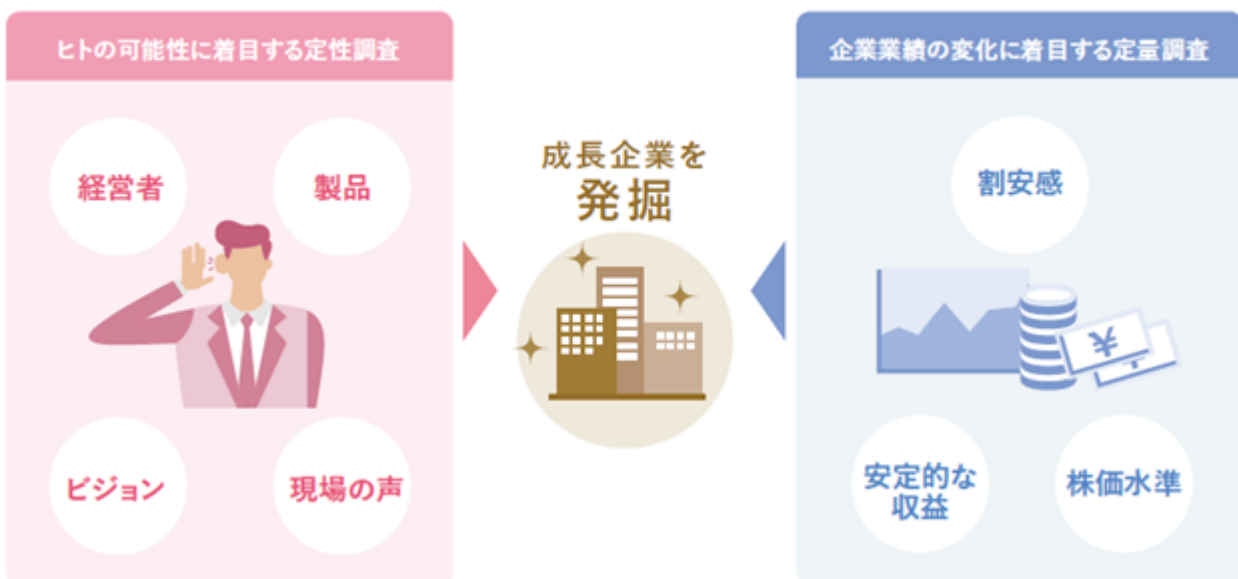 ヒトの可能性に着目する定性調査
経営者
製品
ビジョン
現場の声
成長企業を
発掘
企業業績の変化に着目する定量調査
割安感
¥
安定的な
収益
株価水準